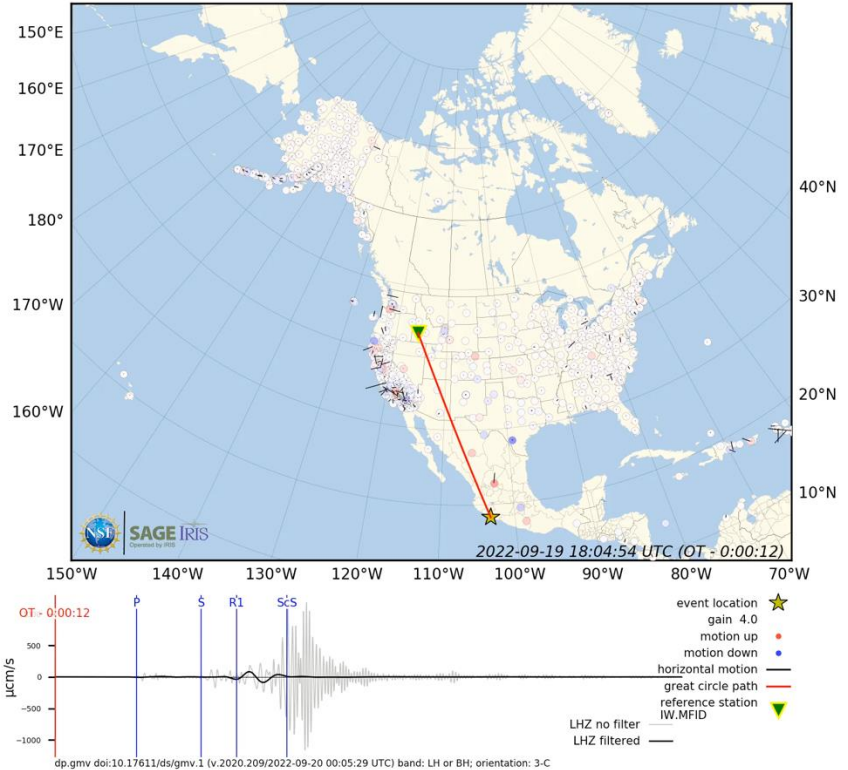 150°E
160°E
170°E
180°
170°W
160°W
40°N
30°N
20°N
10°N
NSF SAGE IRIS
Operated by IRIS
2022-09-19 18:04:54 UTC (OT - 0:00:12)
150°W 140°W 130°W 120°W 110°W 100°W 90°W 80°W 70°W
OT - 0:00:12
P S R1 ScS
500
0
−500
−1000
μcm/s
event location
gain 4.0
motion up
motion down
horizontal motion
great circle path
reference station
IW.MFID
LHZ no filter
LHZ filtered
dp.gmv doi:10.17611/ds/gmv.1 (v.2020.209/2022-09-20 00:05:29 UTC) band: LH or BH; orientation: 3-C